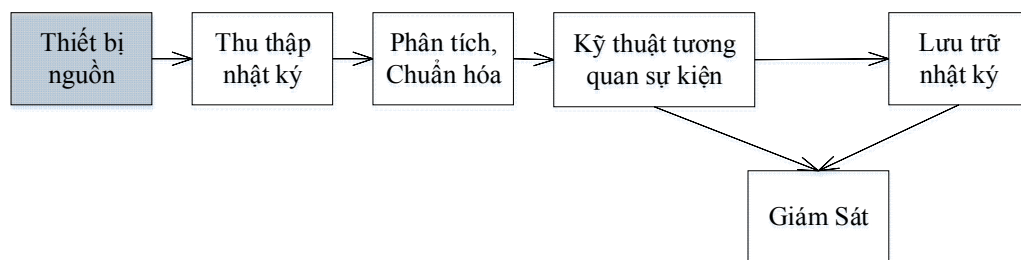 Thiết bị
nguồn
Thu thập
nhật ký
Phân tích,
Chuẩn hóa
Kỹ thuật tương
quan sự kiện
Lưu trữ
nhật ký
Giám Sát